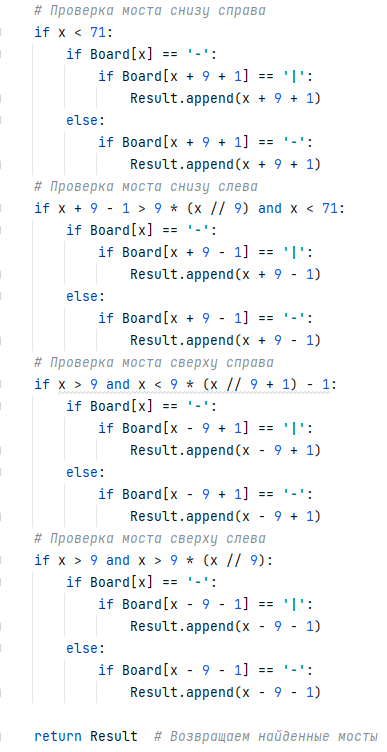 # Проверка моста снизу справа
if x < 71:
    if Board[x] == '-':
        if Board[x + 9 + 1] == '|':
            Result.append(x + 9 + 1)
    else:
        if Board[x + 9 + 1] == '-':
            Result.append(x + 9 + 1)
# Проверка моста снизу слева
if x + 9 - 1 > 9 * (x // 9) and x < 71:
    if Board[x] == '-':
        if Board[x + 9 - 1] == '|':
            Result.append(x + 9 - 1)
    else:
        if Board[x + 9 - 1] == '-':
            Result.append(x + 9 - 1)
# Проверка моста сверху справа
if x > 9 and x < 9 * (x // 9 + 1) - 1:
    if Board[x] == '-':
        if Board[x - 9 + 1] == '|':
            Result.append(x - 9 + 1)
    else:
        if Board[x - 9 + 1] == '-':
            Result.append(x - 9 + 1)
# Проверка моста сверху слева
if x > 9 and x > 9 * (x // 9):
    if Board[x] == '-':
        if Board[x - 9 - 1] == '|':
            Result.append(x - 9 - 1)
    else:
        if Board[x - 9 - 1] == '-':
            Result.append(x - 9 - 1)

return Result  # Возвращаем найденные мосты